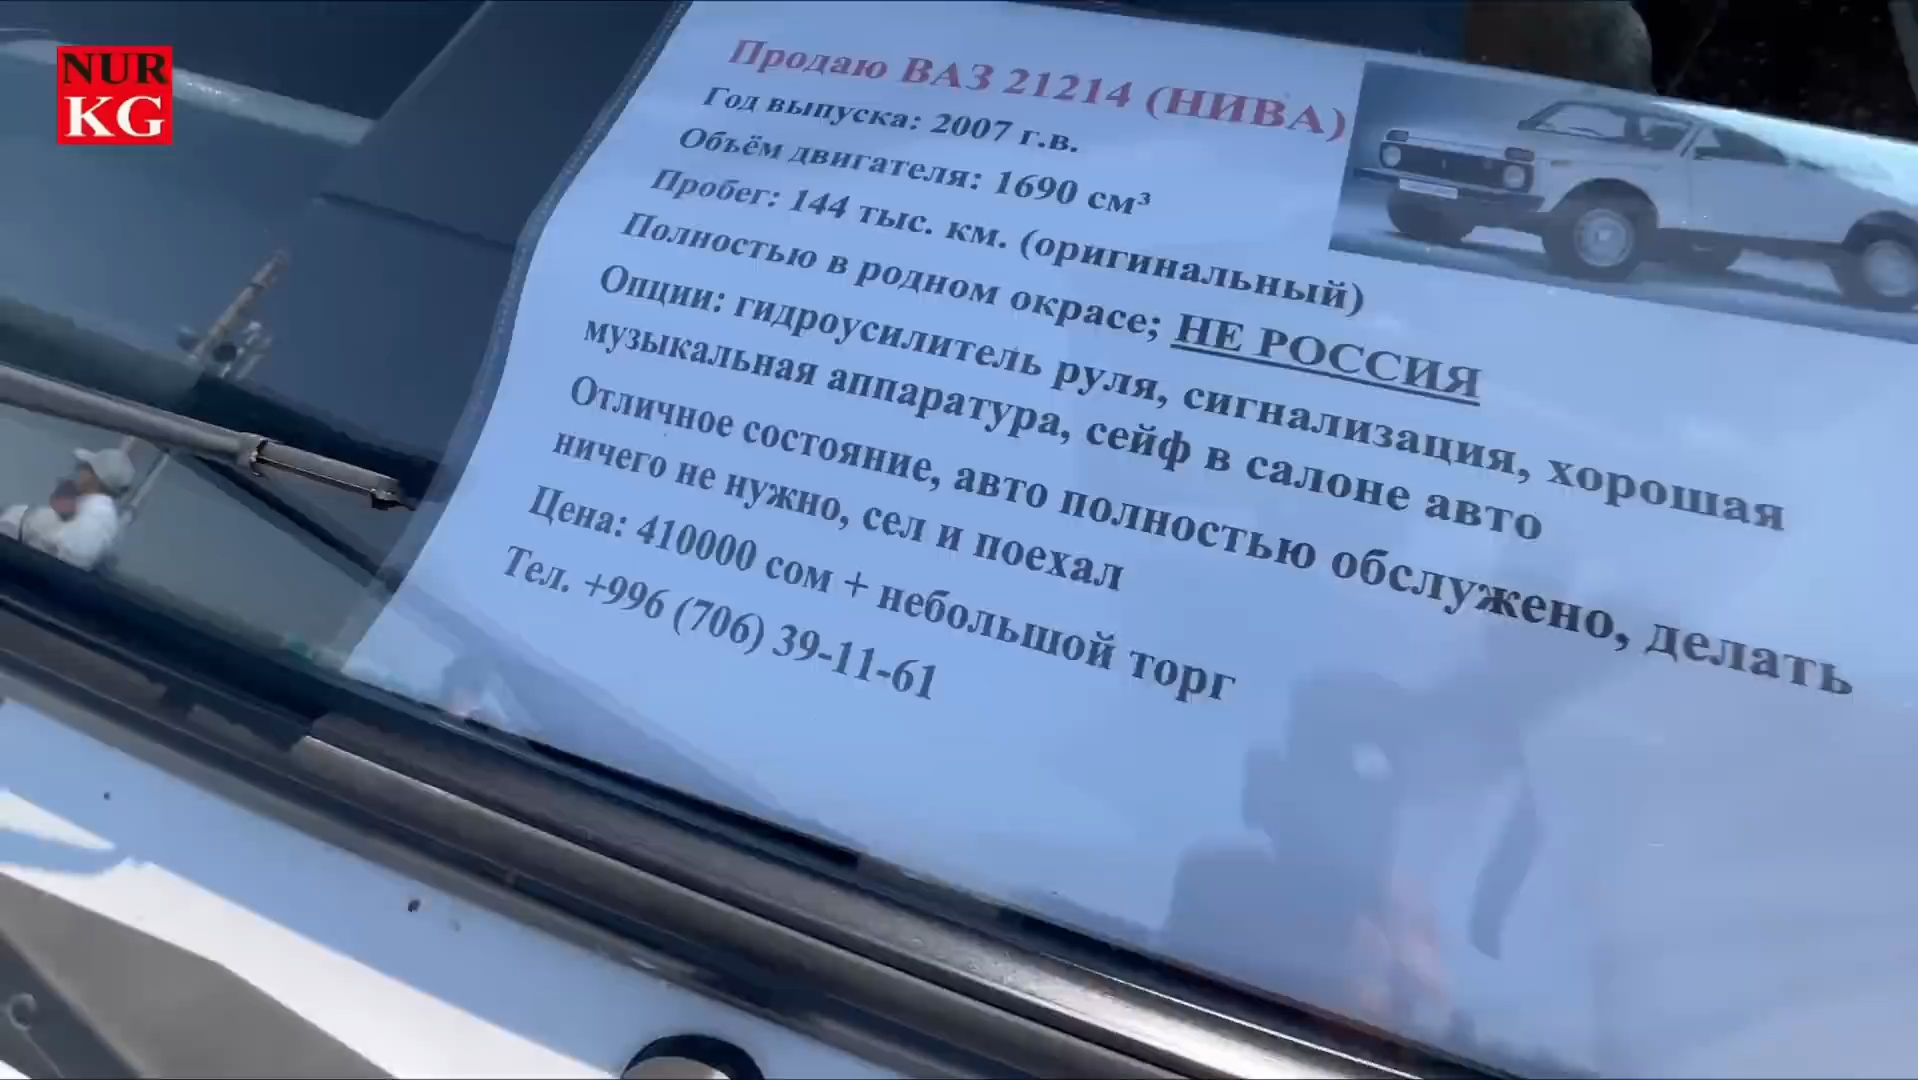 NUR
KG
Продаю ВАЗ 21214 (НИВА)
Год выпуска: 2007 г.в.
Объём двигателя: 1690 см³
Пробег: 144 тыс. км. (оригинальный)
Полностью в родном окрасе; НЕ РОССИЯ
Опции: гидроусилитель руля, сигнализация, хорошая
музыкальная аппаратура, сейф в салоне авто
Отличное состояние, авто полностью обслужено, делать
ничего не нужно, сел и поехал
Цена: 410000 сом + небольшой торг
Тел. +996 (706) 39-11-61